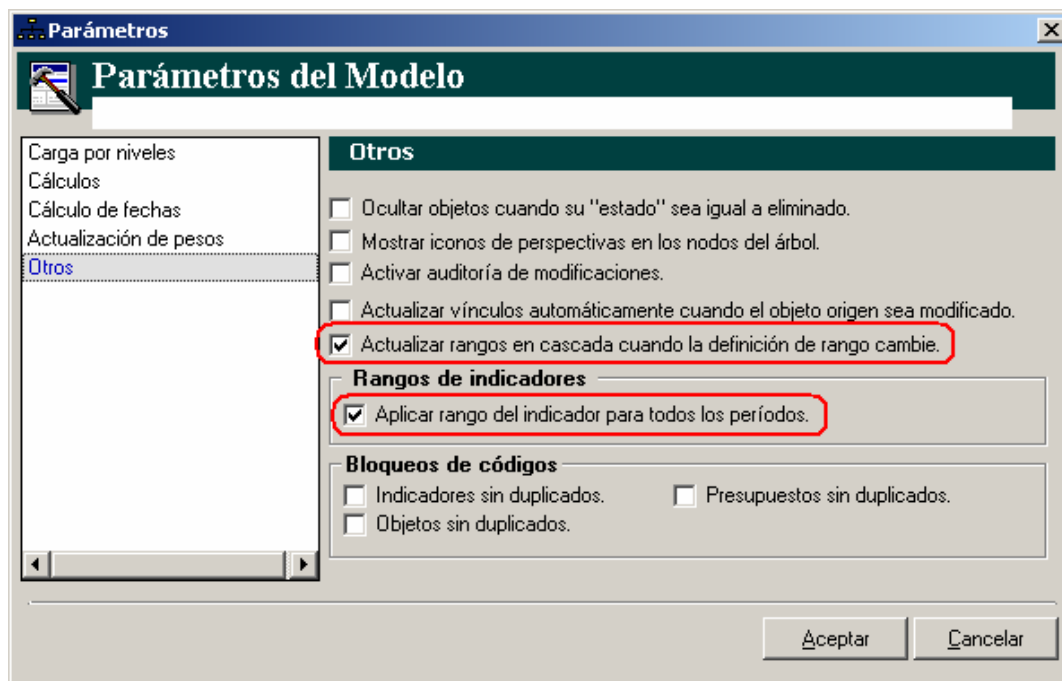 Parámetros
Parámetros del Modelo
Carga por niveles
Cálculos
Cálculo de fechas
Actualización de pesos
Otros
Otros
Ocultar objetos cuando su "estado" sea igual a eliminado.
Mostrar iconos de perspectivas en los nodos del árbol.
Activar auditoría de modificaciones.
Actualizar vínculos automáticamente cuando el objeto origen sea modificado.
Actualizar rangos en cascada cuando la definición de rango cambie.
Rangos de indicadores
Aplicar rango del indicador para todos los períodos.
Bloqueos de códigos
Indicadores sin duplicados. Presupuestos sin duplicados.
Objetos sin duplicados.
Aceptar Cancelar